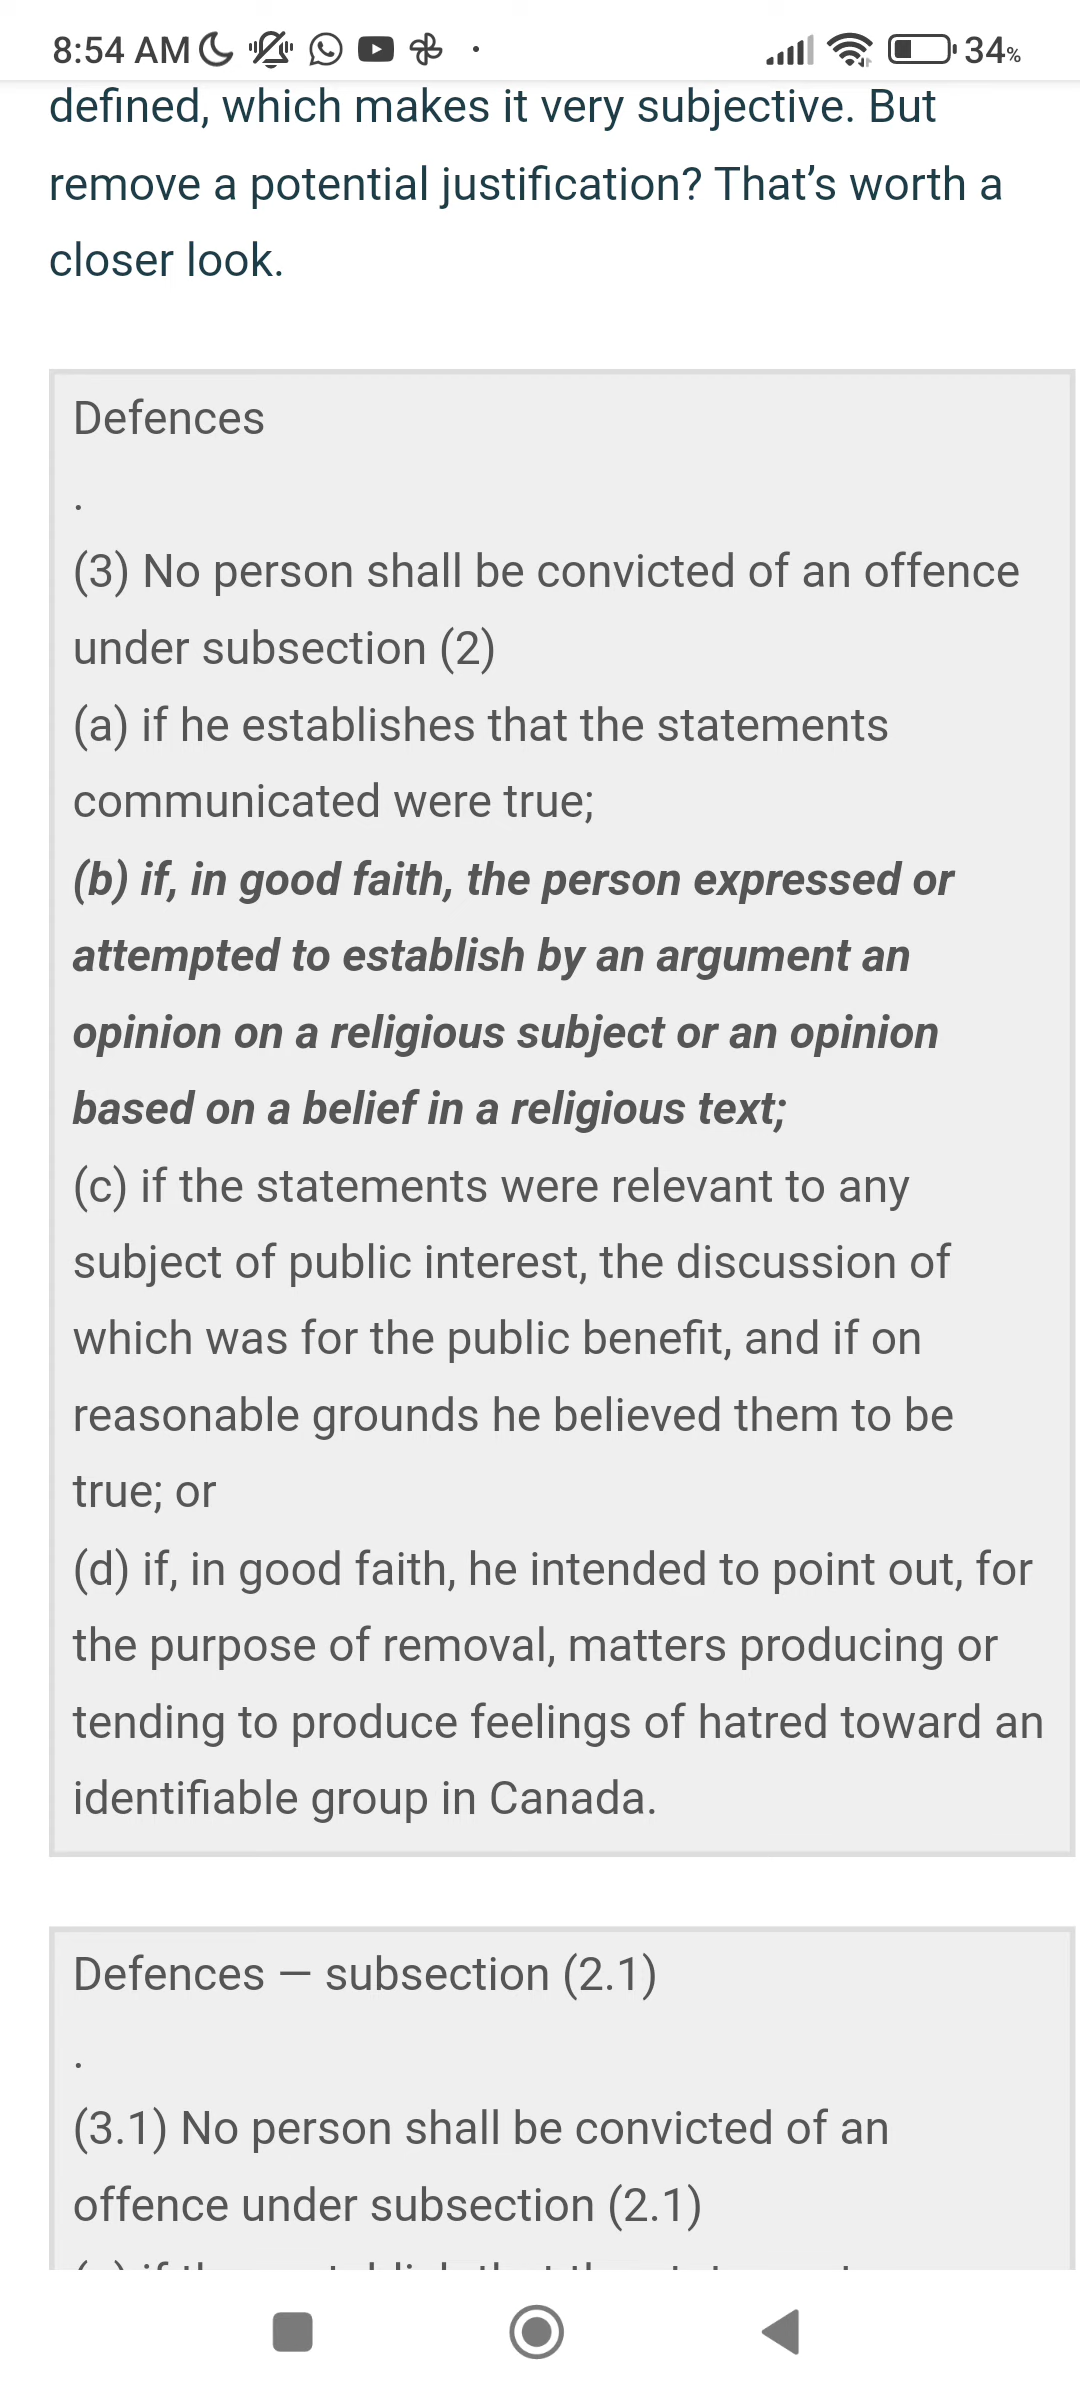 8:54 AM
34%
defined, which makes it very subjective. But
remove a potential justification? That’s worth a
closer look.
Defences
.
(3) No person shall be convicted of an offence
under subsection (2)
(a) if he establishes that the statements
communicated were true;
(b) if, in good faith, the person expressed or
attempted to establish by an argument an
opinion on a religious subject or an opinion
based on a belief in a religious text;
(c) if the statements were relevant to any
subject of public interest, the discussion of
which was for the public benefit, and if on
reasonable grounds he believed them to be
true; or
(d) if, in good faith, he intended to point out, for
the purpose of removal, matters producing or
tending to produce feelings of hatred toward an
identifiable group in Canada.
Defences — subsection (2.1)
.
(3.1) No person shall be convicted of an
offence under subsection (2.1)